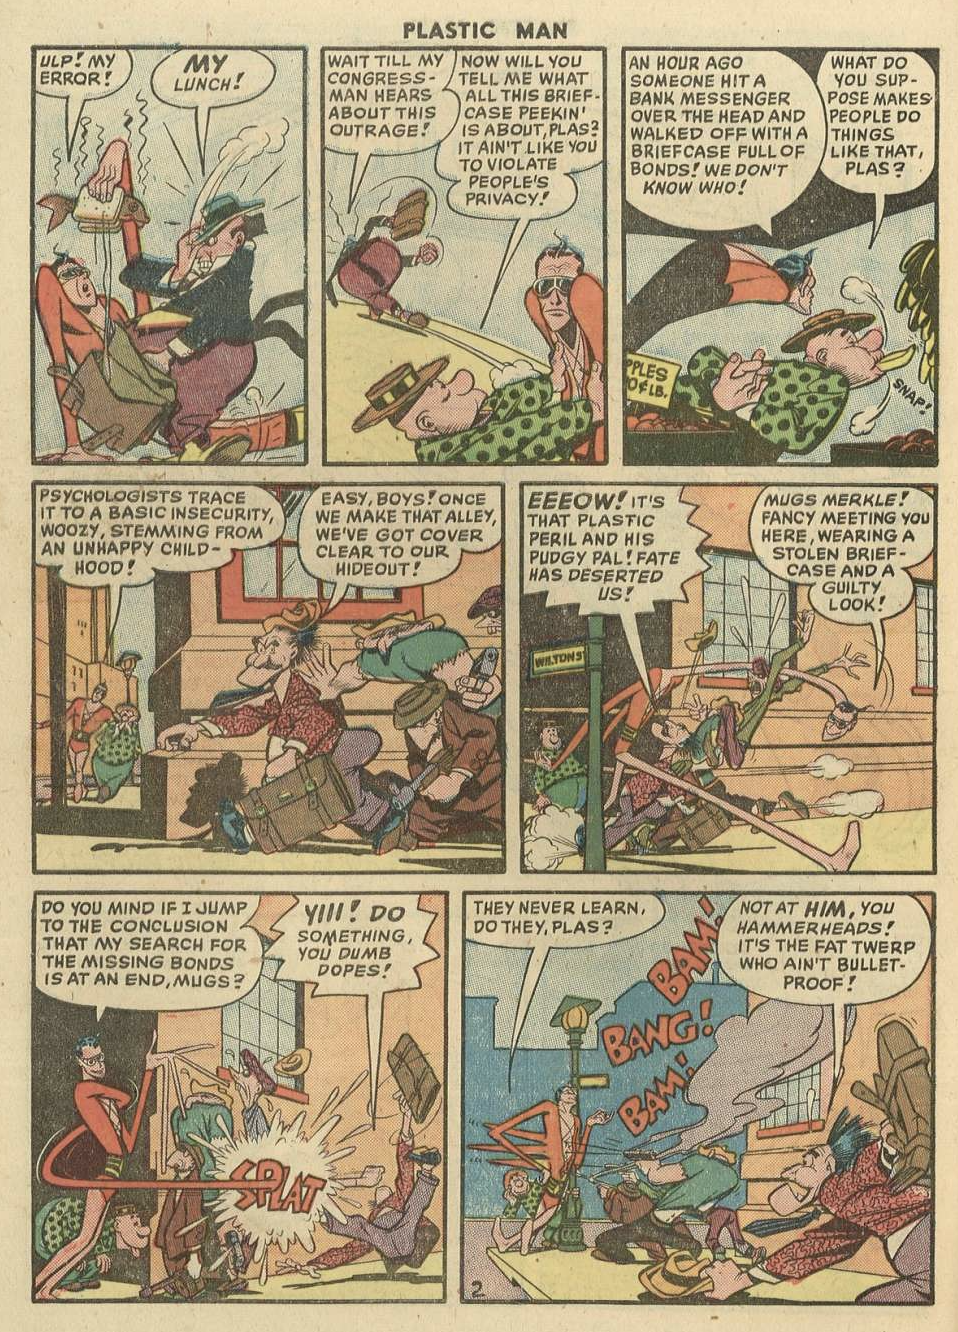 PLASTIC MAN
ULP! MY
ERROR!
MY
LUNCH!
WAIT TILL MY
CONGRESS-
MAN HEARS
ABOUT THIS
OUTRAGE!
NOW WILL YOU
TELL ME WHAT
ALL THIS BRIEF-
CASE PEEKIN'
IS ABOUT, PLAS?
IT AIN'T LIKE YOU
TO VIOLATE
PEOPLE'S
PRIVACY!
AN HOUR AGO
SOMEONE HIT A
BANK MESSENGER
OVER THE HEAD AND
WALKED OFF WITH A
BRIEFCASE FULL OF
BONDS! WE DON'T
KNOW WHO!
WHAT DO
YOU SUP-
POSE MAKES
PEOPLE DO
THINGS
LIKE THAT,
PLAS?
PLES
0¢ LB.
SNAP!
PSYCHOLOGISTS TRACE
IT TO A BASIC INSECURITY,
WOOZY, STEMMING FROM
AN UNHAPPY CHILD-
HOOD!
EASY, BOYS! ONCE
WE MAKE THAT ALLEY,
WE'VE GOT COVER
CLEAR TO OUR
HIDEOUT!
EEEOW! IT'S
THAT PLASTIC
PERIL AND HIS
PUDGY PAL! FATE
HAS DESERTED
US!
MUGS MERKLE!
FANCY MEETING YOU
HERE, WEARING A
STOLEN BRIEF-
CASE AND A
GUILTY
LOOK!
WILTONS
DO YOU MIND IF I JUMP
TO THE CONCLUSION
THAT MY SEARCH FOR
THE MISSING BONDS
IS AT AN END, MUGS?
YIII! DO
SOMETHING,
YOU DUMB
DOPES!
SPLAT
THEY NEVER LEARN,
DO THEY, PLAS?
BAM!
BANG!
BAM!
NOT AT HIM, YOU
HAMMERHEADS!
IT'S THE FAT TWERP
WHO AIN'T BULLET-
PROOF!
2